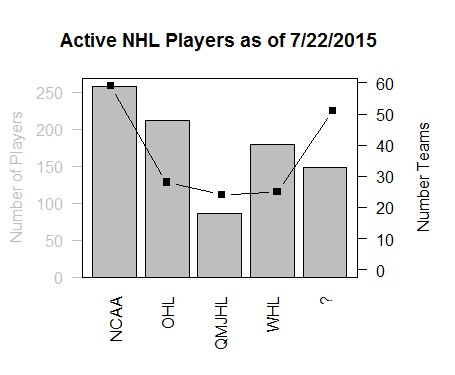 Active NHL Players as of 7/22/2015
Number of Players
250
200
150
100
50
0
60
50
40
30
20
10
0
Number Teams
NCAA
OHL
QMJHL
WHL
?